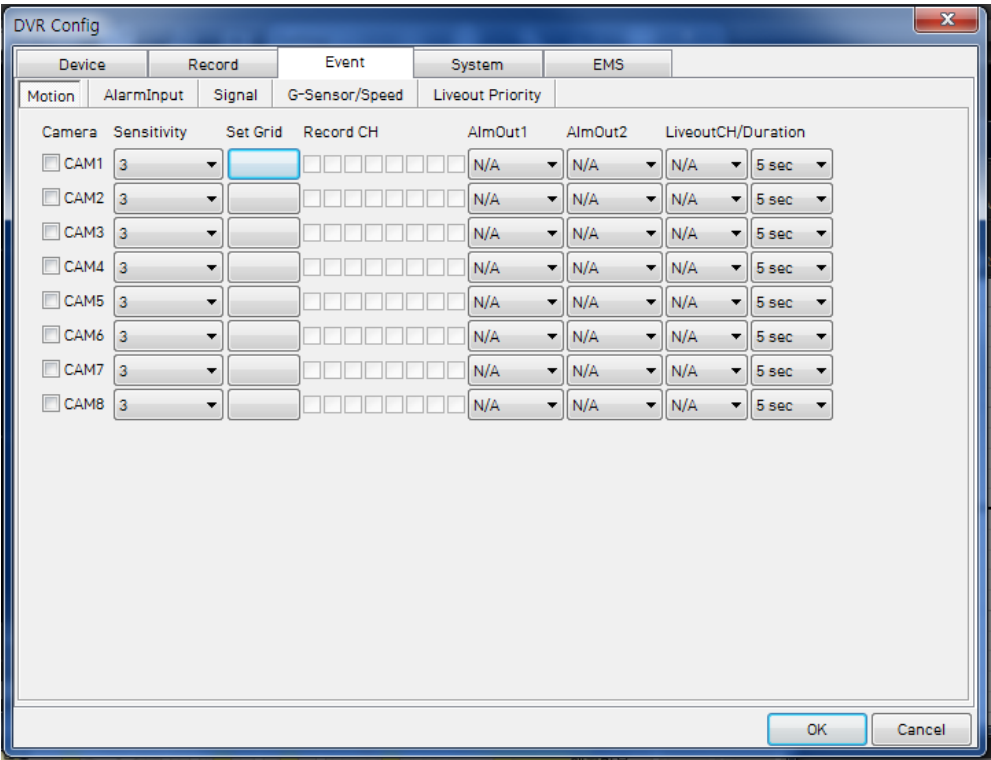 DVR Config
Device Record Event System EMS
Motion AlarmInput Signal G-Sensor/Speed Liveout Priority
Camera Sensitivity Set Grid Record CH AlmOut1 AlmOut2 LiveoutCH/Duration
CAM1 3 N/A N/A N/A 5 sec
CAM2 3 N/A N/A N/A 5 sec
CAM3 3 N/A N/A N/A 5 sec
CAM4 3 N/A N/A N/A 5 sec
CAM5 3 N/A N/A N/A 5 sec
CAM6 3 N/A N/A N/A 5 sec
CAM7 3 N/A N/A N/A 5 sec
CAM8 3 N/A N/A N/A 5 sec
OK Cancel